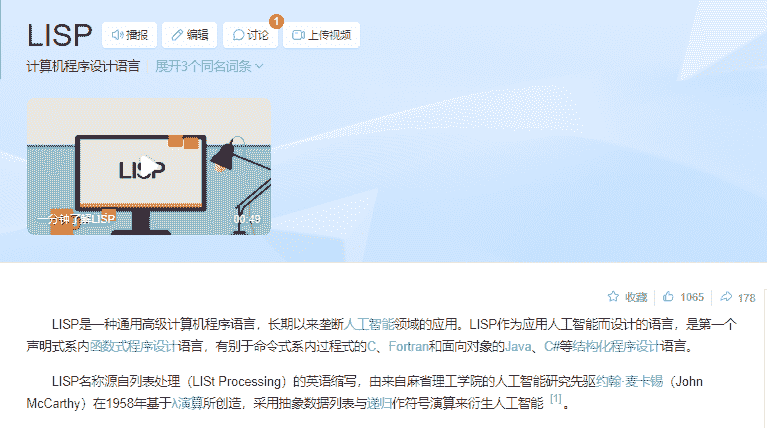 LISP 播报 编辑 讨论 1 上传视频
计算机程序设计语言 展开3个同名词条
LISP
一分钟了解LISP 00:49
收藏 1065 178
LISP是一种通用高级计算机程序语言，长期以来垄断人工智能领域的应用。LISP作为应用人工智能而设计的语言，是第一个
声明式系内函数式程序设计语言，有别于命令式系内过程式的C、Fortran和面向对象的Java、C#等结构化程序设计语言。
LISP名称源自列表处理（LISt Processing）的英语缩写，由来自麻省理工学院的人工智能研究先驱约翰·麦卡锡（John
McCarthy）在1958年基于λ演算所创造，采用抽象数据列表与递归作符号演算来衍生人工智能 [1] 。